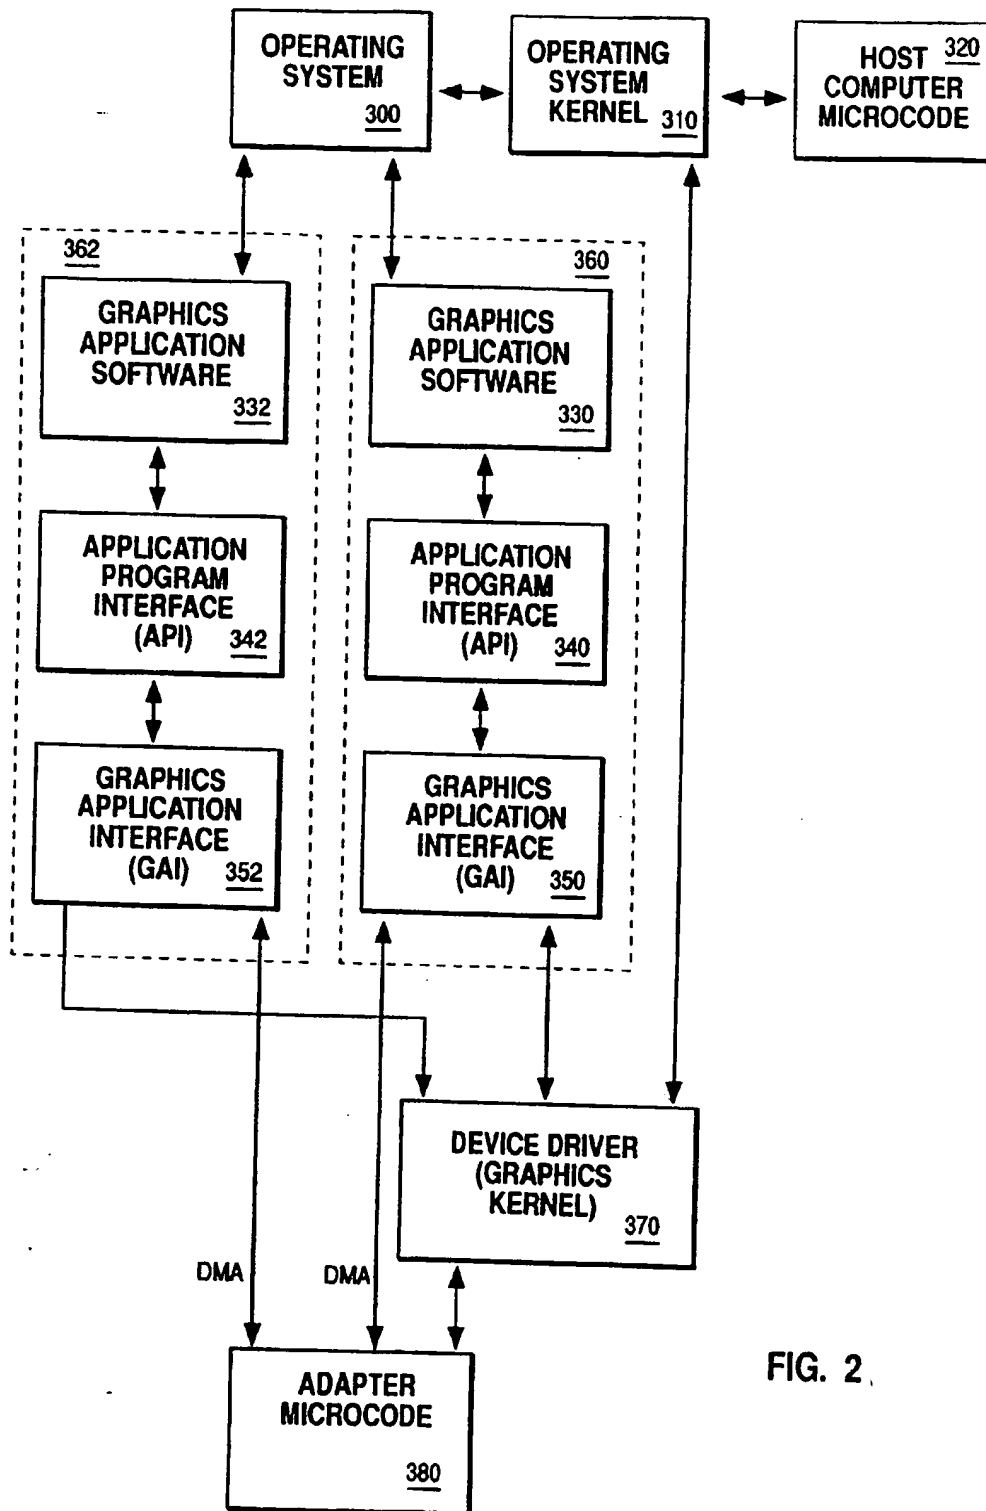 OPERATING
SYSTEM
300
OPERATING
SYSTEM
KERNEL
310
HOST
320
COMPUTER
MICROCODE
362
GRAPHICS
APPLICATION
SOFTWARE
332
APPLICATION
PROGRAM
INTERFACE
(API)
342
GRAPHICS
APPLICATION
INTERFACE
(GAI)
352
360
GRAPHICS
APPLICATION
SOFTWARE
330
APPLICATION
PROGRAM
INTERFACE
(API)
340
GRAPHICS
APPLICATION
INTERFACE
(GAI)
350
DEVICE DRIVER
(GRAPHICS
KERNEL)
370
DMA
DMA
ADAPTER
MICROCODE
380
FIG. 2